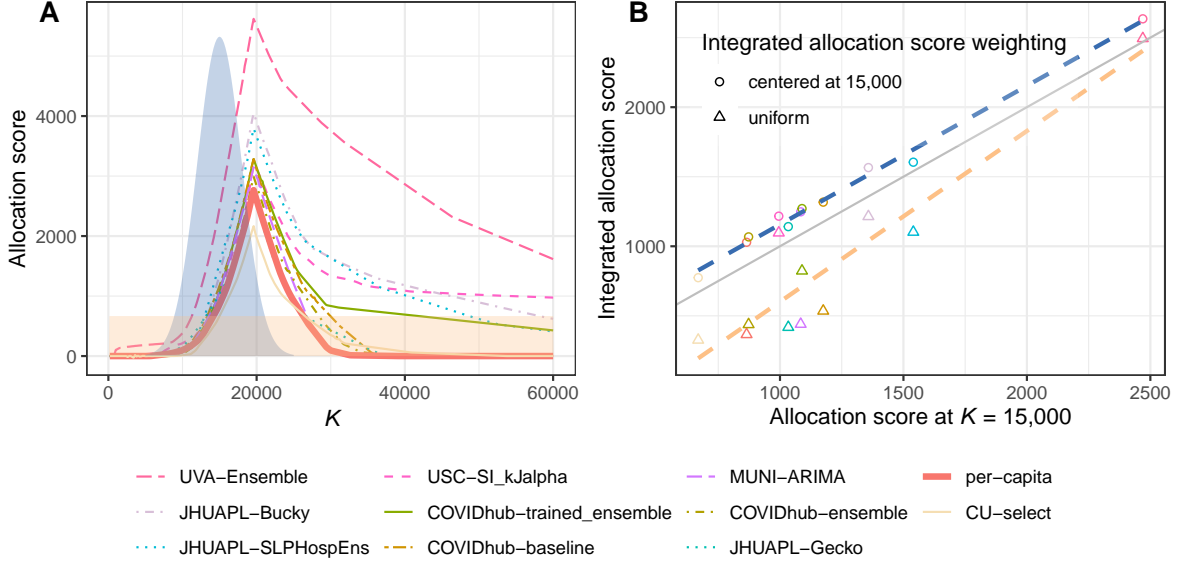 A
Allocation score
4000
2000
0
0
20000
40000
60000
K
B
Integrated allocation score
2000
1000
Integrated allocation score weighting
centered at 15,000
uniform
1000
1500
2000
2500
Allocation score at K = 15,000
UVA−Ensemble
USC−SI_kJalpha
MUNI−ARIMA
per−capita
JHUAPL−Bucky
COVIDhub−trained_ensemble
COVIDhub−ensemble
CU−select
JHUAPL−SLPHospEns
COVIDhub−baseline
JHUAPL−Gecko